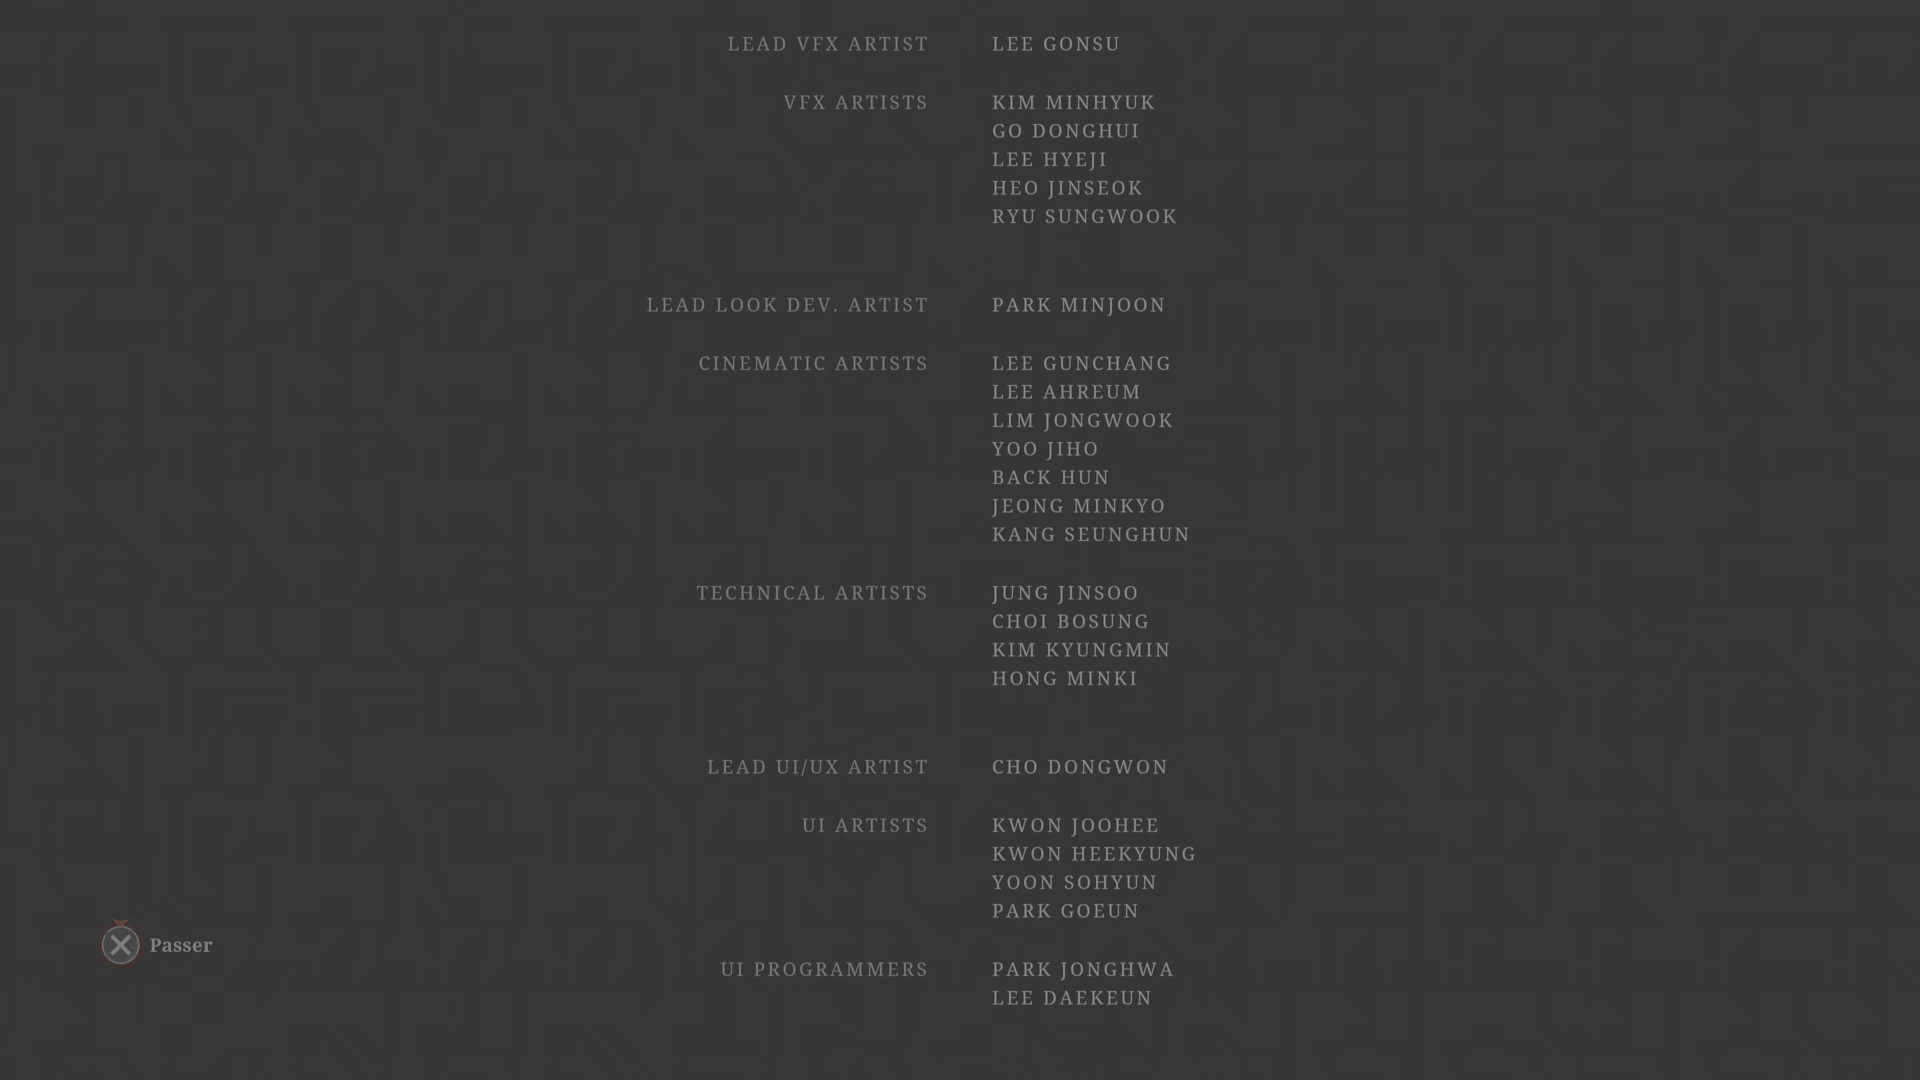 LEAD VFX ARTIST LEE GONSU
VFX ARTISTS KIM MINHYUK
GO DONGHUI
LEE HYEJI
HEO JINSEOK
RYU SUNGWOOK
LEAD LOOK DEV. ARTIST PARK MINJOON
CINEMATIC ARTISTS LEE GUNCHANG
LEE AHREUM
LIM JONGWOOK
YOO JIHO
BACK HUN
JEONG MINKYO
KANG SEUNGHUN
TECHNICAL ARTISTS JUNG JINSOO
CHOI BOSUNG
KIM KYUNGMIN
HONG MINKI
LEAD UI/UX ARTIST CHO DONGWON
UI ARTISTS KWON JOOHEE
KWON HEEKYUNG
YOON SOHYUN
PARK GOEUN
Passer
UI PROGRAMMERS PARK JONGHWA
LEE DAEKEUN